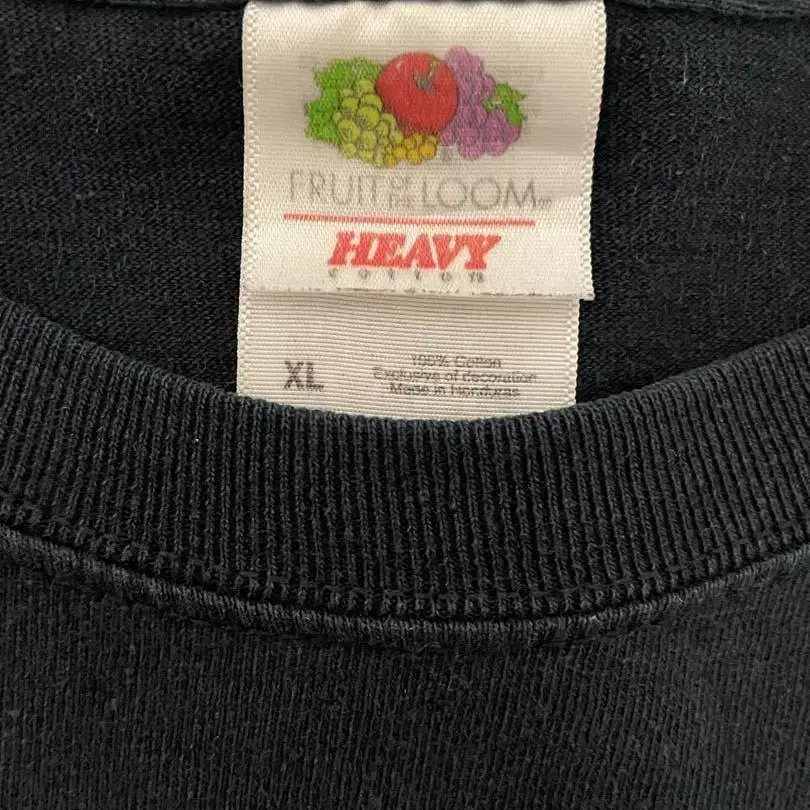 FRUIT OF THE LOOM
HEAVY
COTTON
XL
100% Cotton
Exclusive of decoration
Made in Honduras